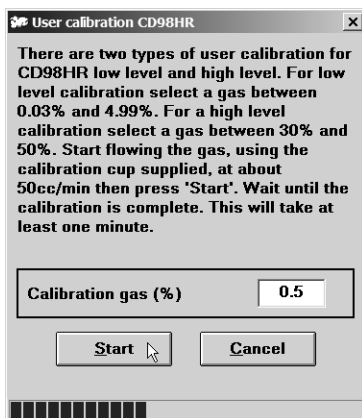 User calibration CD98HR
There are two types of user calibration for
CD98HR low level and high level. For low
level calibration select a gas between
0.03% and 4.99%. For a high level
calibration select a gas between 30% and
50%. Start flowing the gas, using the
calibration cup supplied, at about
50cc/min then press 'Start'. Wait until the
calibration is complete. This will take at
least one minute.
Calibration gas (%) 0.5
Start Cancel